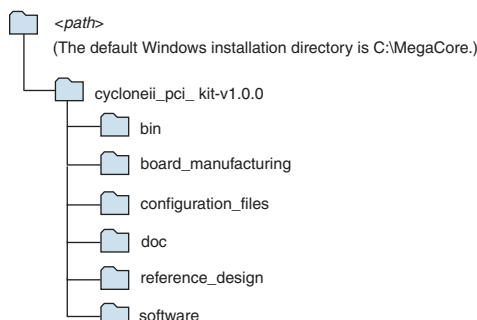 <path>
(The default Windows installation directory is C:\MegaCore.)
cycloneii_pci_ kit-v1.0.0
bin
board_manufacturing
configuration_files
doc
reference_design
software